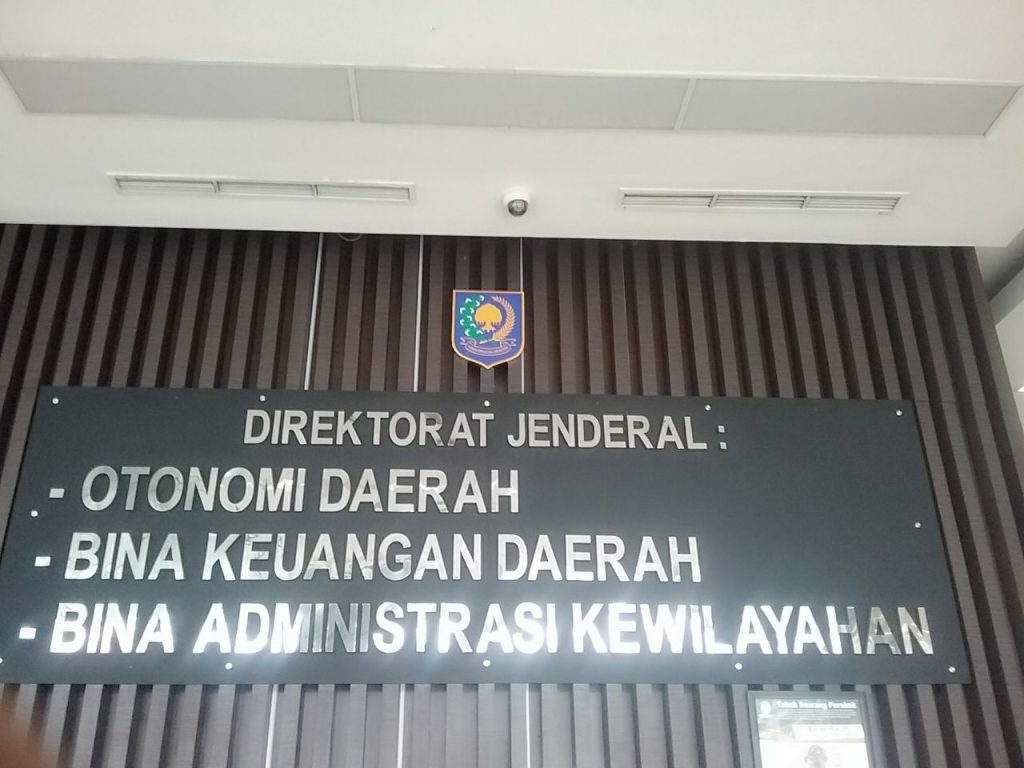 DIREKTORAT JENDERAL :
- OTONOMI DAERAH
- BINA KEUANGAN DAERAH
- BINA ADMINISTRASI KEWILAYAHAN